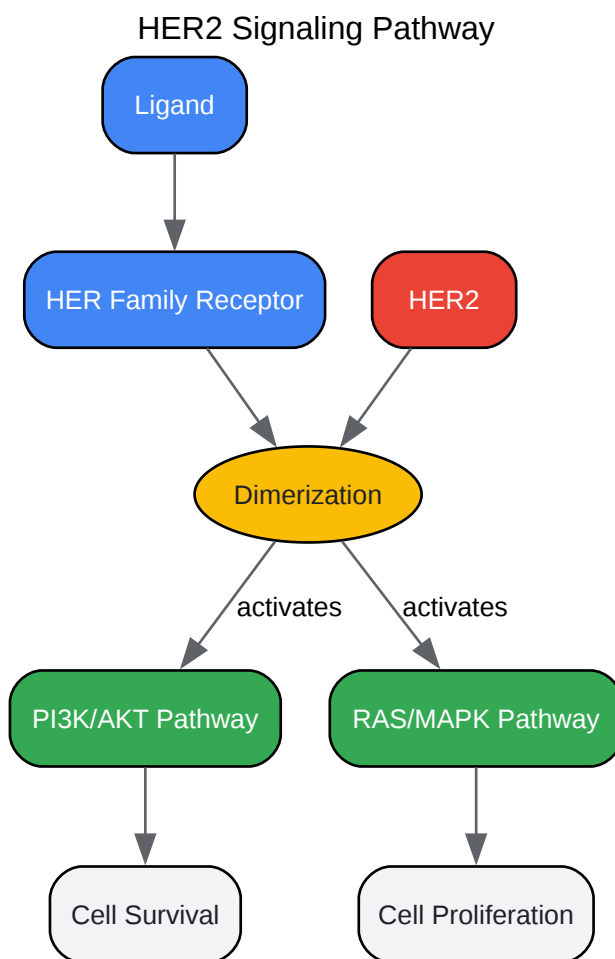 HER2 Signaling Pathway
Ligand
HER Family Receptor
HER2
Dimerization
activates
activates
PI3K/AKT Pathway
RAS/MAPK Pathway
Cell Survival
Cell Proliferation